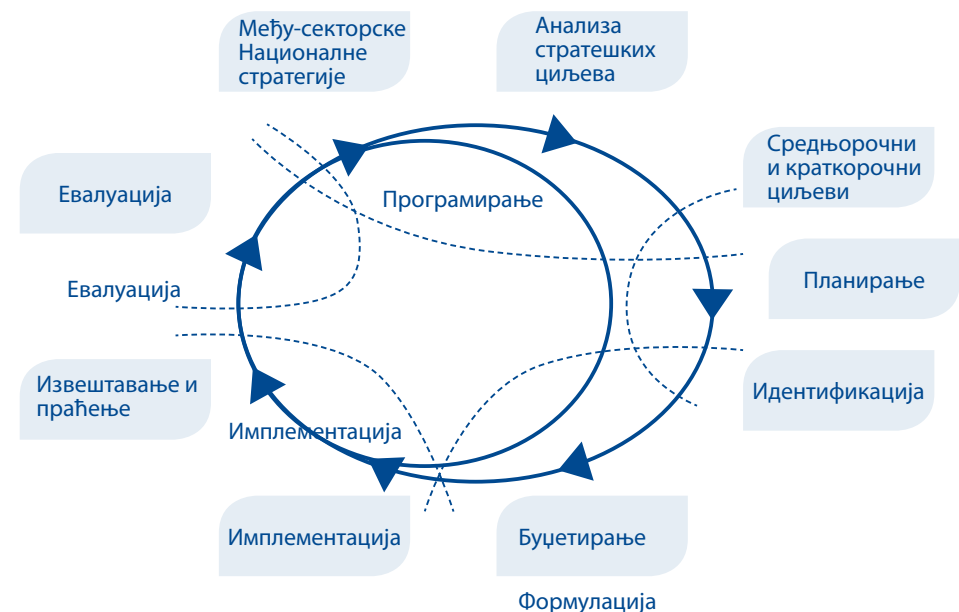 Међу-секторске
Националне
стратегије
Анализа
стратешких
циљева
Средњорочни
и краткорочни
циљеви
Евалуација
Програмирање
Планирање
Евалуација
Извештавање и
праћење
Идентификација
Имплементација
Имплементација
Буџетирање
Формулација